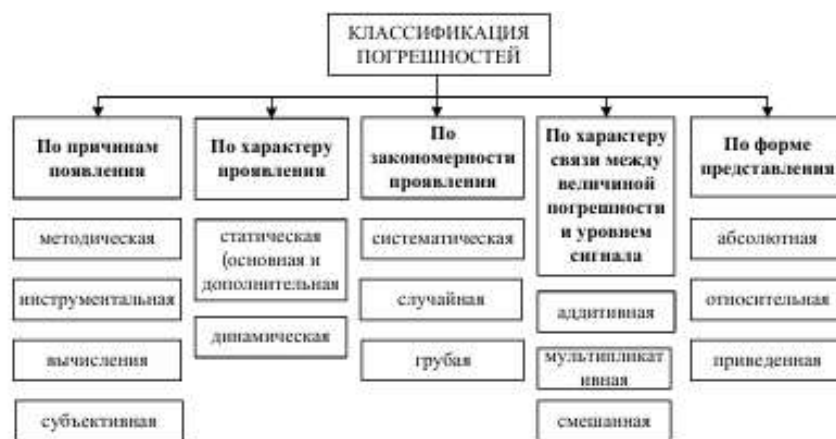 КЛАССИФИКАЦИЯ
ПОГРЕШНОСТЕЙ
По причинам
появления
методическая
инструментальная
вычисления
субъективная
По характеру
проявления
статическая
(основная и
дополнительная
динамическая
По
закономерности
проявления
систематическая
случайная
грубая
По характеру
связи между
величиной
погрешности
и уровнем
сигнала
аддитивная
мультипликат
ивная
смешанная
По форме
представления
абсолютная
относительная
приведенная